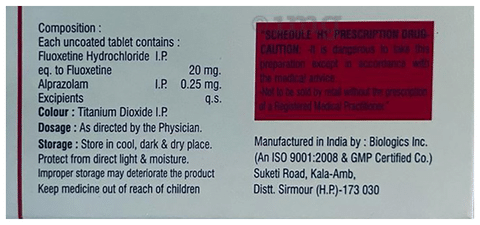 Composition :
Each uncoated tablet contains :
Fluoxetine Hydrochloride I.P.
eq. to Fluoxetine 20 mg.
Alprazolam I.P. 0.25 mg.
Excipients q.s.
Colour : Titanium Dioxide I.P.
Dosage : As directed by the Physician.
Storage : Store in cool, dark & dry place.
Protect from direct light & moisture.
Improper storage may deteriorate the product
Keep medicine out of reach of children
"SCHEDULE H1 PRESCRIPTION DRUG
CAUTION: It is dangerous to take this
preparation except in accordance with
the medical advice.
-Not to be sold by retail without the prescription
of a Registered Medical Practitioner."
Manufactured in India by : Biologics Inc.
(An ISO 9001:2008 & GMP Certified Co.)
Suketi Road, Kala-Amb,
Distt. Sirmour (H.P.)-173 030